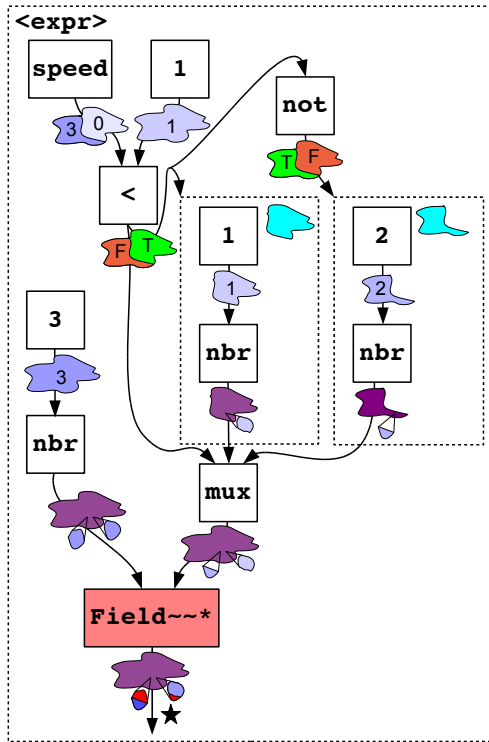 <expr>
speed
1
not
3 0
1
T F
<
F T
1
2
1
2
3
3
nbr
nbr
nbr
mux
Field~~*